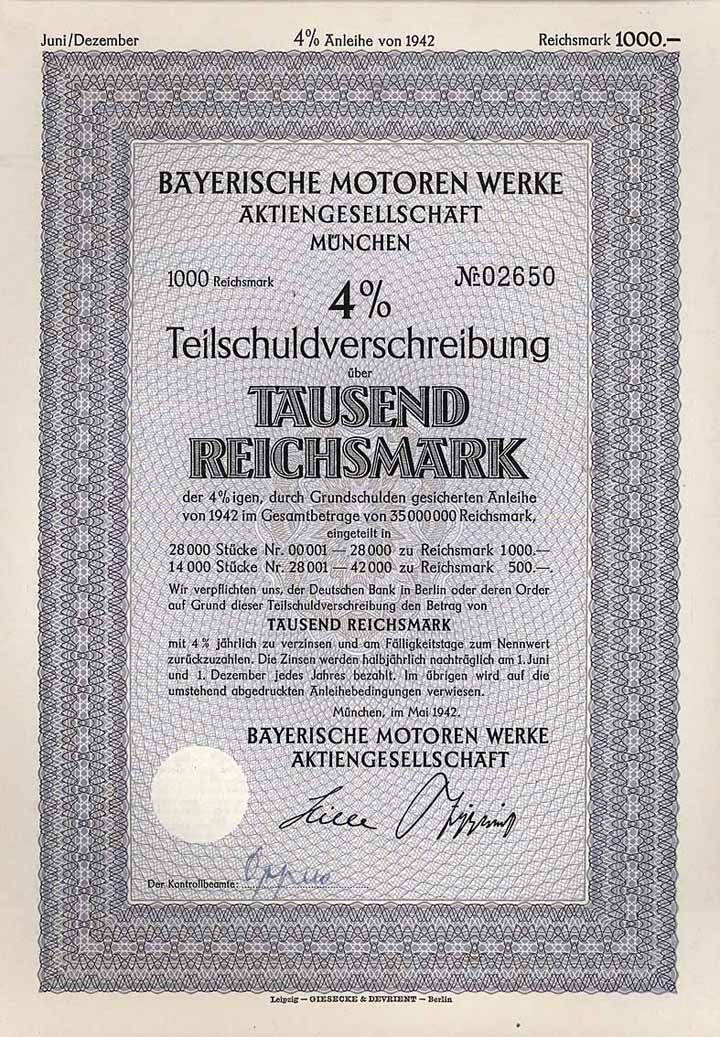 Juni/Dezember 4% Anleihe von 1942 Reichsmark 1000.—
BAYERISCHE MOTOREN WERKE
AKTIENGESELLSCHAFT
MÜNCHEN
1000 Reichsmark № 02650
4%
Teilschuldverschreibung
über
TAUSEND
REICHSMARK
der 4%igen, durch Grundschulden gesicherten Anleihe
von 1942 im Gesamtbetrage von 35 000 000 Reichsmark,
eingeteilt in
28 000 Stücke Nr. 00 001 — 28 000 zu Reichsmark 1000.—
14 000 Stücke Nr. 28 001 — 42 000 zu Reichsmark 500.—.
Wir verpflichten uns, der Deutschen Bank in Berlin oder deren Order
auf Grund dieser Teilschuldverschreibung den Betrag von
TAUSEND REICHSMARK
mit 4% jährlich zu verzinsen und am Fälligkeitstage zum Nennwert
zurückzuzahlen. Die Zinsen werden halbjährlich nachträglich am 1. Juni
und 1. Dezember jedes Jahres bezahlt. Im übrigen wird auf die
umstehend abgedruckten Anleihebedingungen verwiesen.
München, im Mai 1942.
BAYERISCHE MOTOREN WERKE
AKTIENGESELLSCHAFT
Der Kontrollbeamte:
Leipzig — GIESECKE & DEVRIENT — Berlin